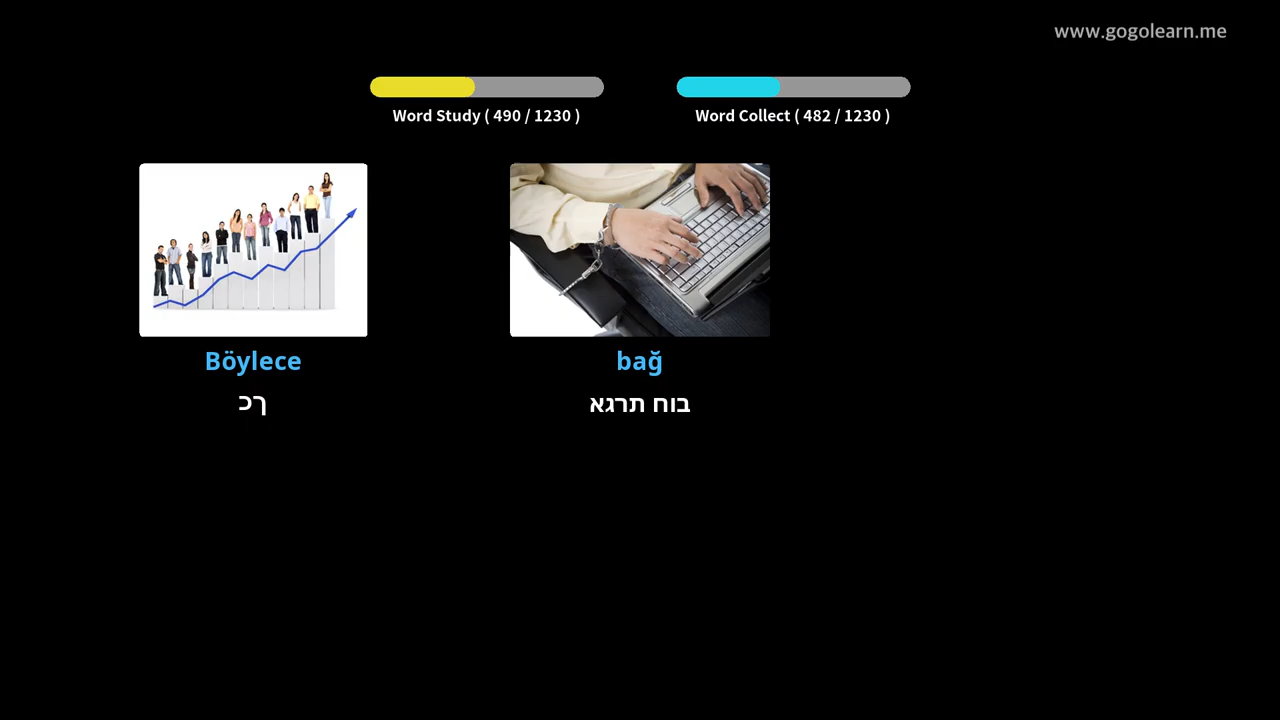 www.gogolearn.me
Word Study ( 490 / 1230 )
Word Collect ( 482 / 1230 )
Böylece
ךכ
bağ
בוח תרגא